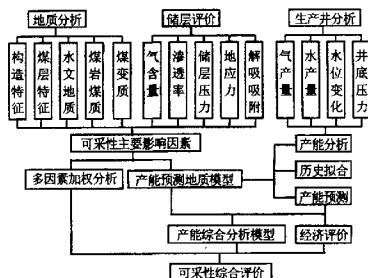 地质分析
储层评价
生产井分析
构造特征
煤层特征
水文地质
煤岩煤质
煤变质
气含量
渗透率
储层压力
地应力
解吸吸附
气产量
水产量
水位变化
井底压力
可采性主要影响因素
产能分析
多因素加权分析
产能预测地质模型
历史拟合
产能预测
产能综合分析模型
经济评价
可采性综合评价